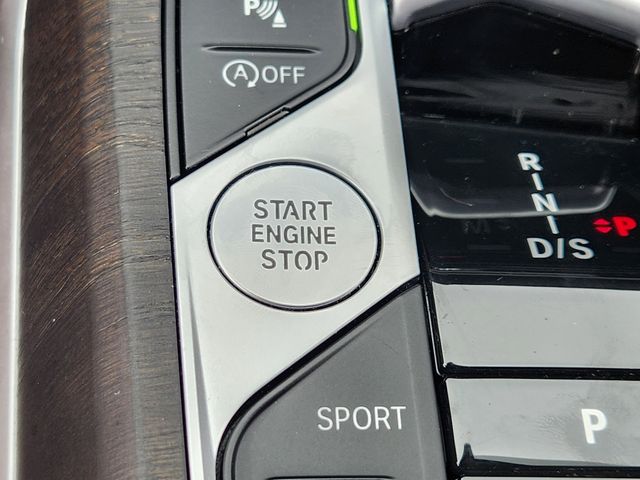 P
A OFF
START
ENGINE
STOP
R
N
D/S
P
SPORT
P